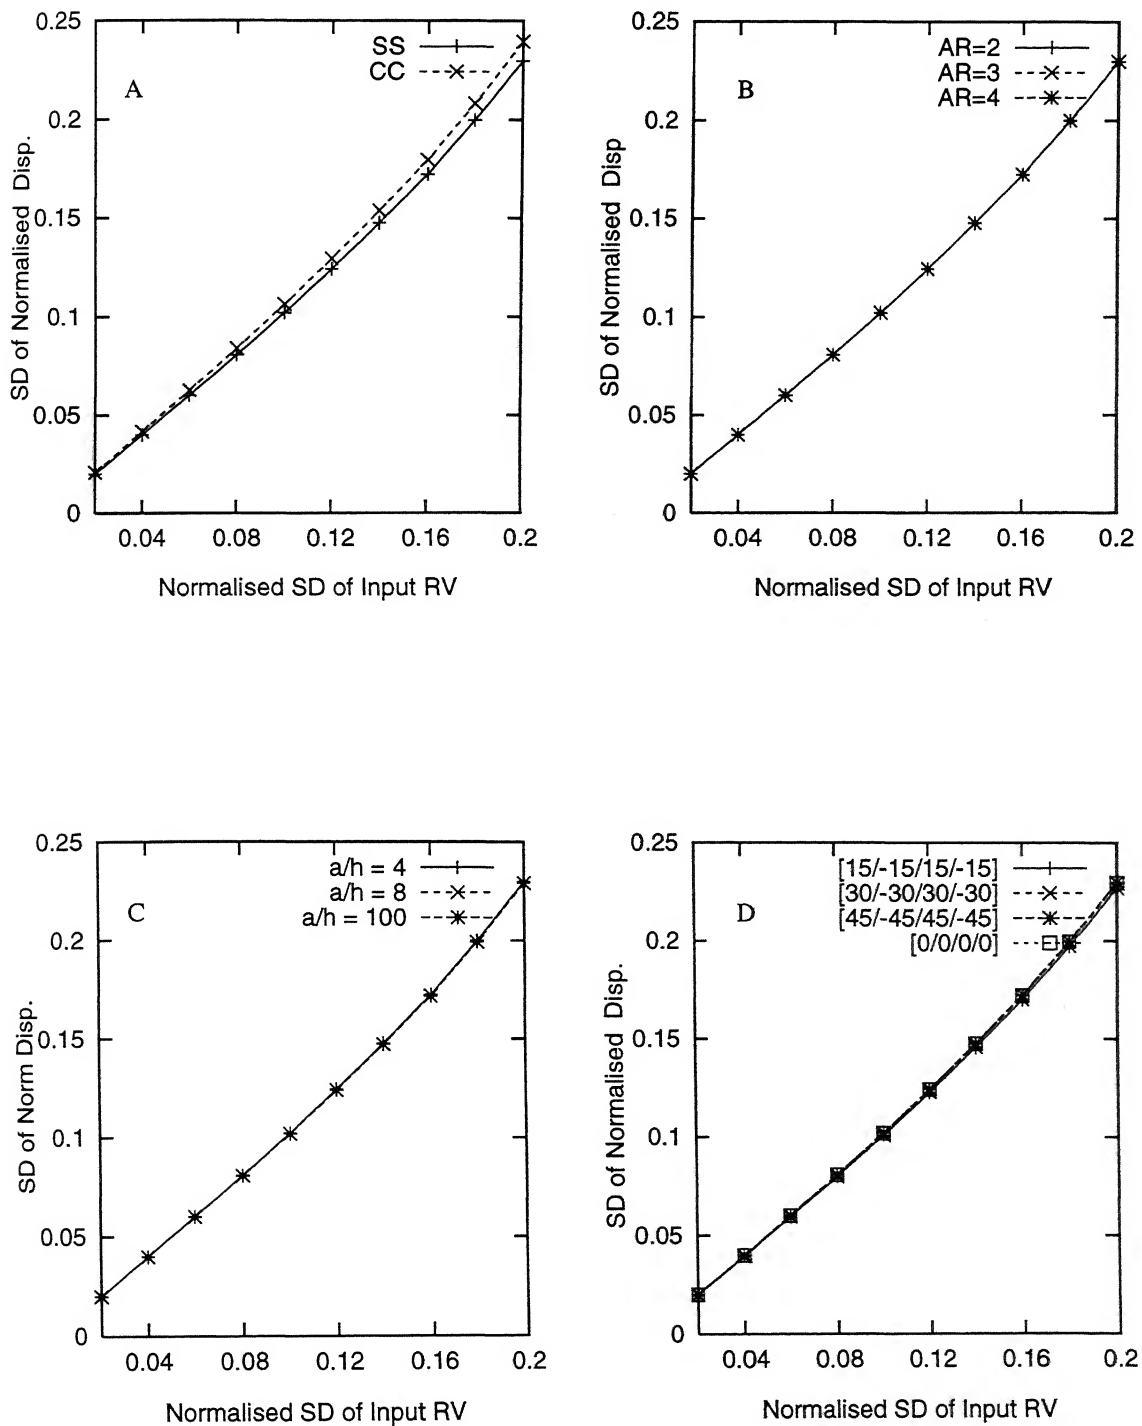 0.25
0.2
0.15
0.1
0.05
0
SD of Normalised Disp.
A
SS
CC
0.04 0.08 0.12 0.16 0.2
Normalised SD of Input RV
0.25
0.2
0.15
0.1
0.05
0
SD of Normalised Disp
B
AR=2
AR=3
AR=4
0.04 0.08 0.12 0.16 0.2
Normalised SD of Input RV
0.25
0.2
0.15
0.1
0.05
0
SD of Norm Disp.
C
a/h = 4
a/h = 8
a/h = 100
0.04 0.08 0.12 0.16 0.2
Normalised SD of Input RV
0.25
0.2
0.15
0.1
0.05
0
SD of Normalised Disp.
D
[15/-15/15/-15]
[30/-30/30/-30]
[45/-45/45/-45]
[0/0/0/0]
0.04 0.08 0.12 0.16 0.2
Normalised SD of Input RV